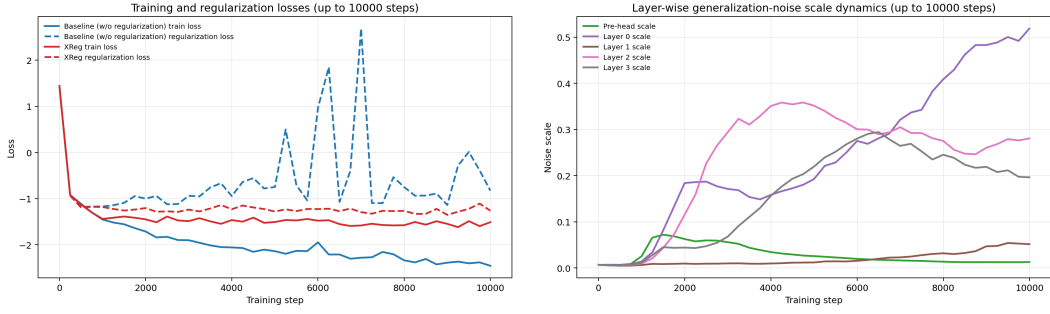 Training and regularization losses (up to 10000 steps)
Baseline (w/o regularization) train loss
Baseline (w/o regularization) regularization loss
XReg train loss
XReg regularization loss
2
1
0
−1
−2
Loss
0
2000
4000
6000
8000
10000
Training step
Layer-wise generalization-noise scale dynamics (up to 10000 steps)
Pre-head scale
Layer 0 scale
Layer 1 scale
Layer 2 scale
Layer 3 scale
0.5
0.4
0.3
0.2
0.1
0.0
Noise scale
0
2000
4000
6000
8000
10000
Training step